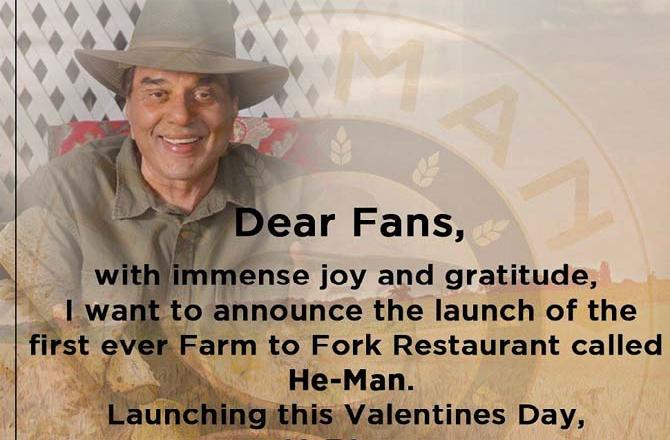 MAN
Dear Fans,
with immense joy and gratitude,
I want to announce the launch of the
first ever Farm to Fork Restaurant called
He-Man.
Launching this Valentines Day,